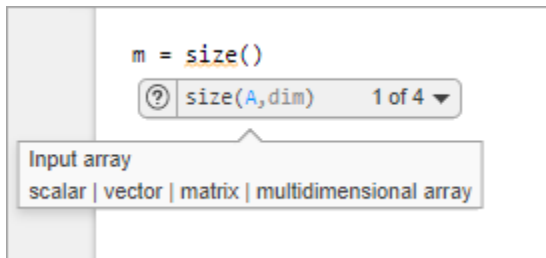 m = size()
size(A,dim) 1 of 4
Input array
scalar | vector | matrix | multidimensional array